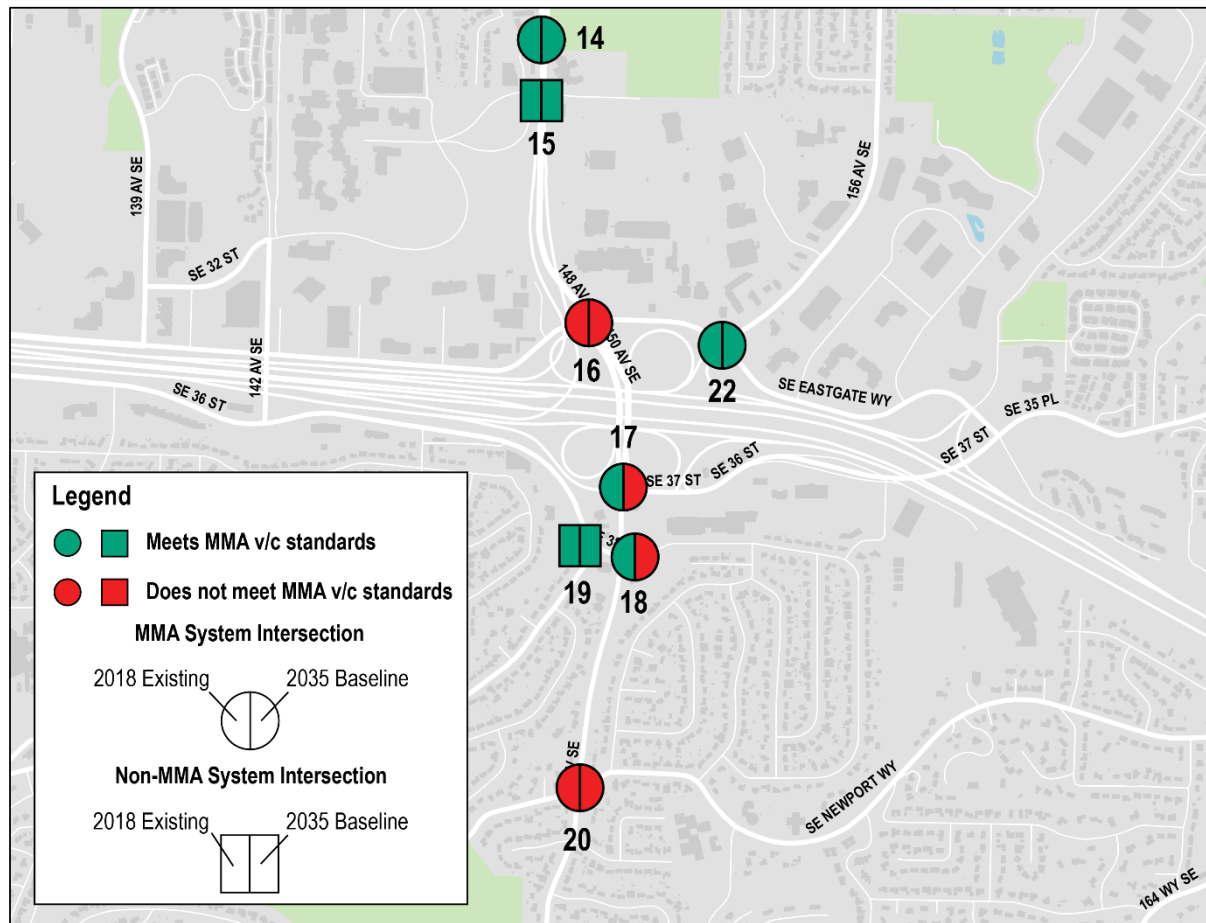 14
15
139 AV SE
156 AV SE
SE 32 ST
148 AV
16
150 AV SE
22
142 AV SE
SE 36 ST
SE EASTGATE WY
SE 35 PL
SE 37 ST
17
SE 36 ST
SE 37 ST
19
18
SE
20
SE NEWPORT WY
164 WY SE
Legend
Meets MMA v/c standards
Does not meet MMA v/c standards
MMA System Intersection
2018 Existing 2035 Baseline
Non-MMA System Intersection
2018 Existing 2035 Baseline